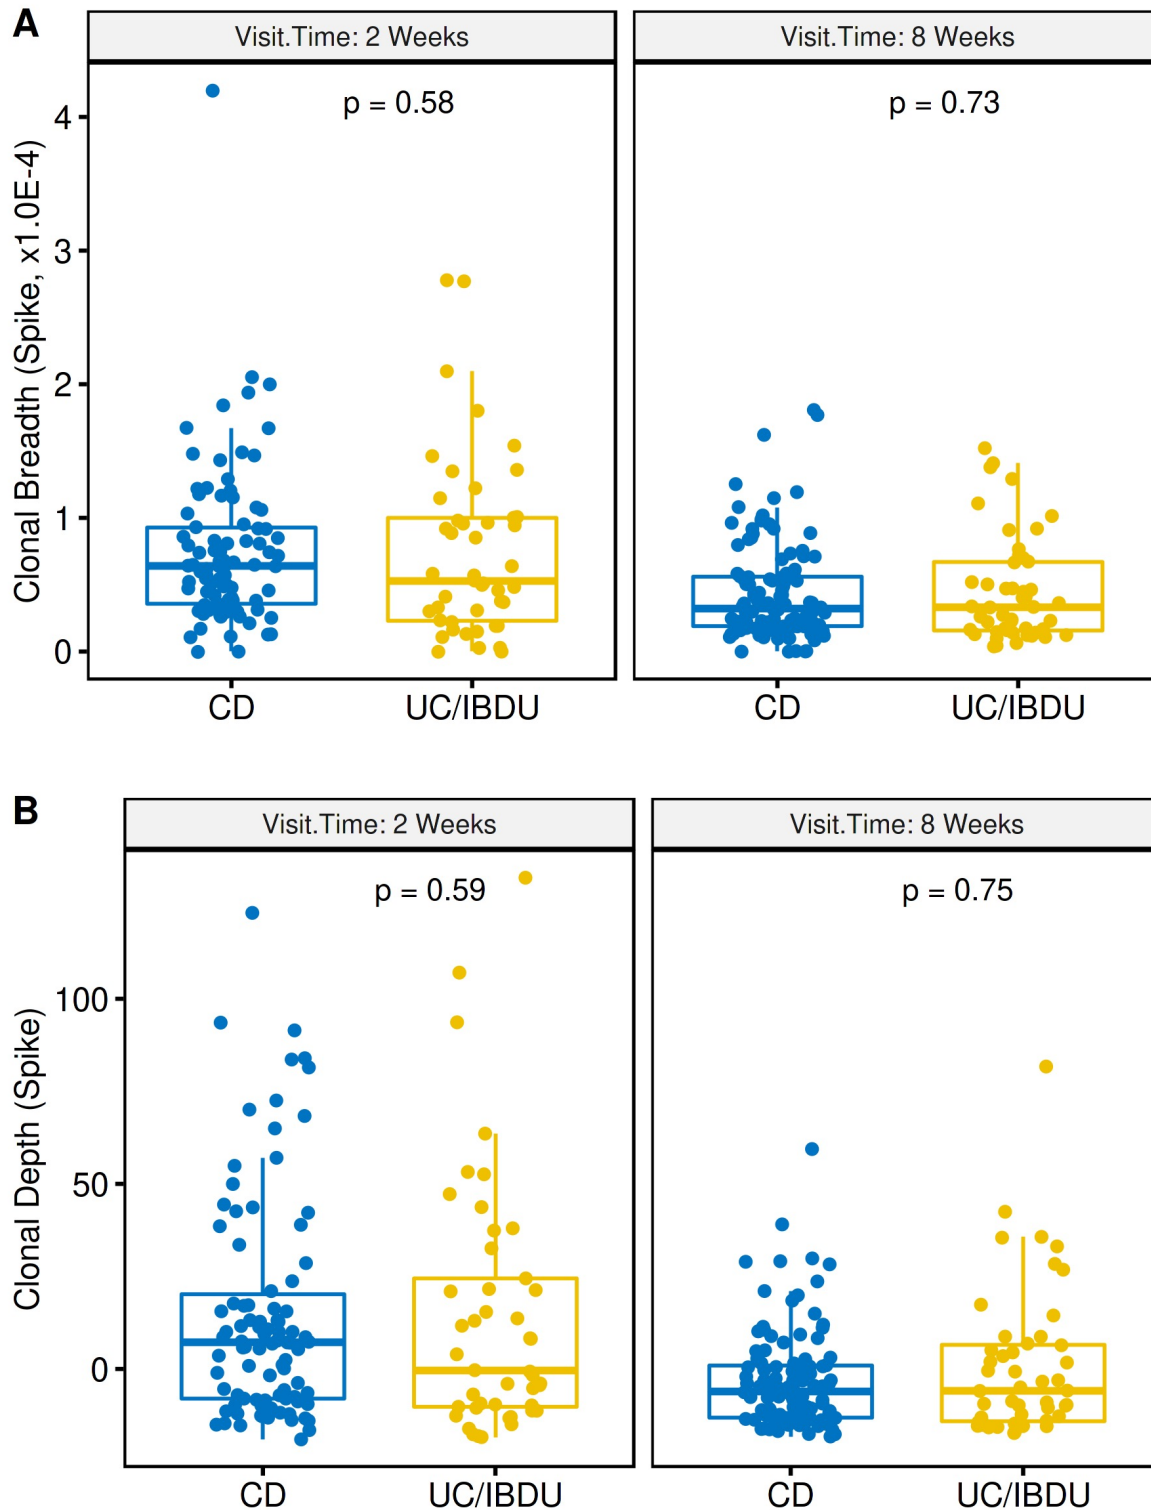 A
Visit.Time: 2 Weeks
Visit.Time: 8 Weeks
p = 0.58
p = 0.73
Clonal Breadth (Spike, x1.0E-4)
4
3
2
1
0
CD
UC/IBDU
CD
UC/IBDU
B
Visit.Time: 2 Weeks
Visit.Time: 8 Weeks
p = 0.59
p = 0.75
Clonal Depth (Spike)
100
50
0
CD
UC/IBDU
CD
UC/IBDU